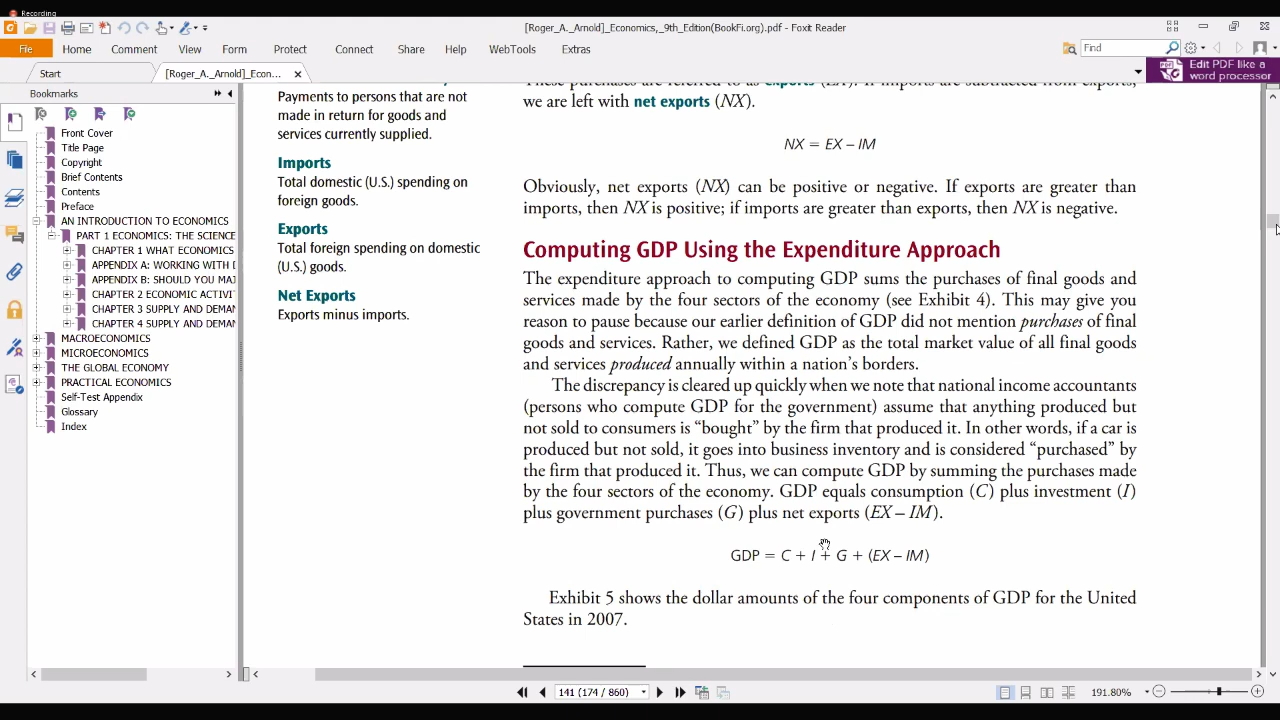 Recording
[Roger_A._Arnold]_Economics,_9th_Edition(BookFi.org).pdf - Foxit Reader
File Home Comment View Form Protect Connect Share Help WebTools Extras
Find
Start
[Roger_A._Arnold]_Econ...
Edit PDF like a
word processor
Bookmarks
Front Cover
Title Page
Copyright
Brief Contents
Contents
Preface
AN INTRODUCTION TO ECONOMICS
PART 1 ECONOMICS: THE SCIENCE
CHAPTER 1 WHAT ECONOMICS
APPENDIX A: WORKING WITH
APPENDIX B: SHOULD YOU MA
CHAPTER 2 ECONOMIC ACTIVI
CHAPTER 3 SUPPLY AND DEMAN
CHAPTER 4 SUPPLY AND DEMAN
MACROECONOMICS
MICROECONOMICS
THE GLOBAL ECONOMY
PRACTICAL ECONOMICS
Self-Test Appendix
Glossary
Index
Payments to persons that are not
made in return for goods and
services currently supplied.
Imports
Total domestic (U.S.) spending on
foreign goods.
Exports
Total foreign spending on domestic
(U.S.) goods.
Net Exports
Exports minus imports.
These purchases are referred to as exports (EX). If imports are subtracted from exports,
we are left with net exports (NX).
NX = EX – IM
Obviously, net exports (NX) can be positive or negative. If exports are greater than
imports, then NX is positive; if imports are greater than exports, then NX is negative.
Computing GDP Using the Expenditure Approach
The expenditure approach to computing GDP sums the purchases of final goods and
services made by the four sectors of the economy (see Exhibit 4). This may give you
reason to pause because our earlier definition of GDP did not mention purchases of final
goods and services. Rather, we defined GDP as the total market value of all final goods
and services produced annually within a nation's borders.
The discrepancy is cleared up quickly when we note that national income accountants
(persons who compute GDP for the government) assume that anything produced but
not sold to consumers is “bought” by the firm that produced it. In other words, if a car is
produced but not sold, it goes into business inventory and is considered “purchased” by
the firm that produced it. Thus, we can compute GDP by summing the purchases made
by the four sectors of the economy. GDP equals consumption (C) plus investment (I)
plus government purchases (G) plus net exports (EX – IM).
GDP = C + I + G + (EX – IM)
Exhibit 5 shows the dollar amounts of the four components of GDP for the United
States in 2007.
141 (174 / 860)
191.80%